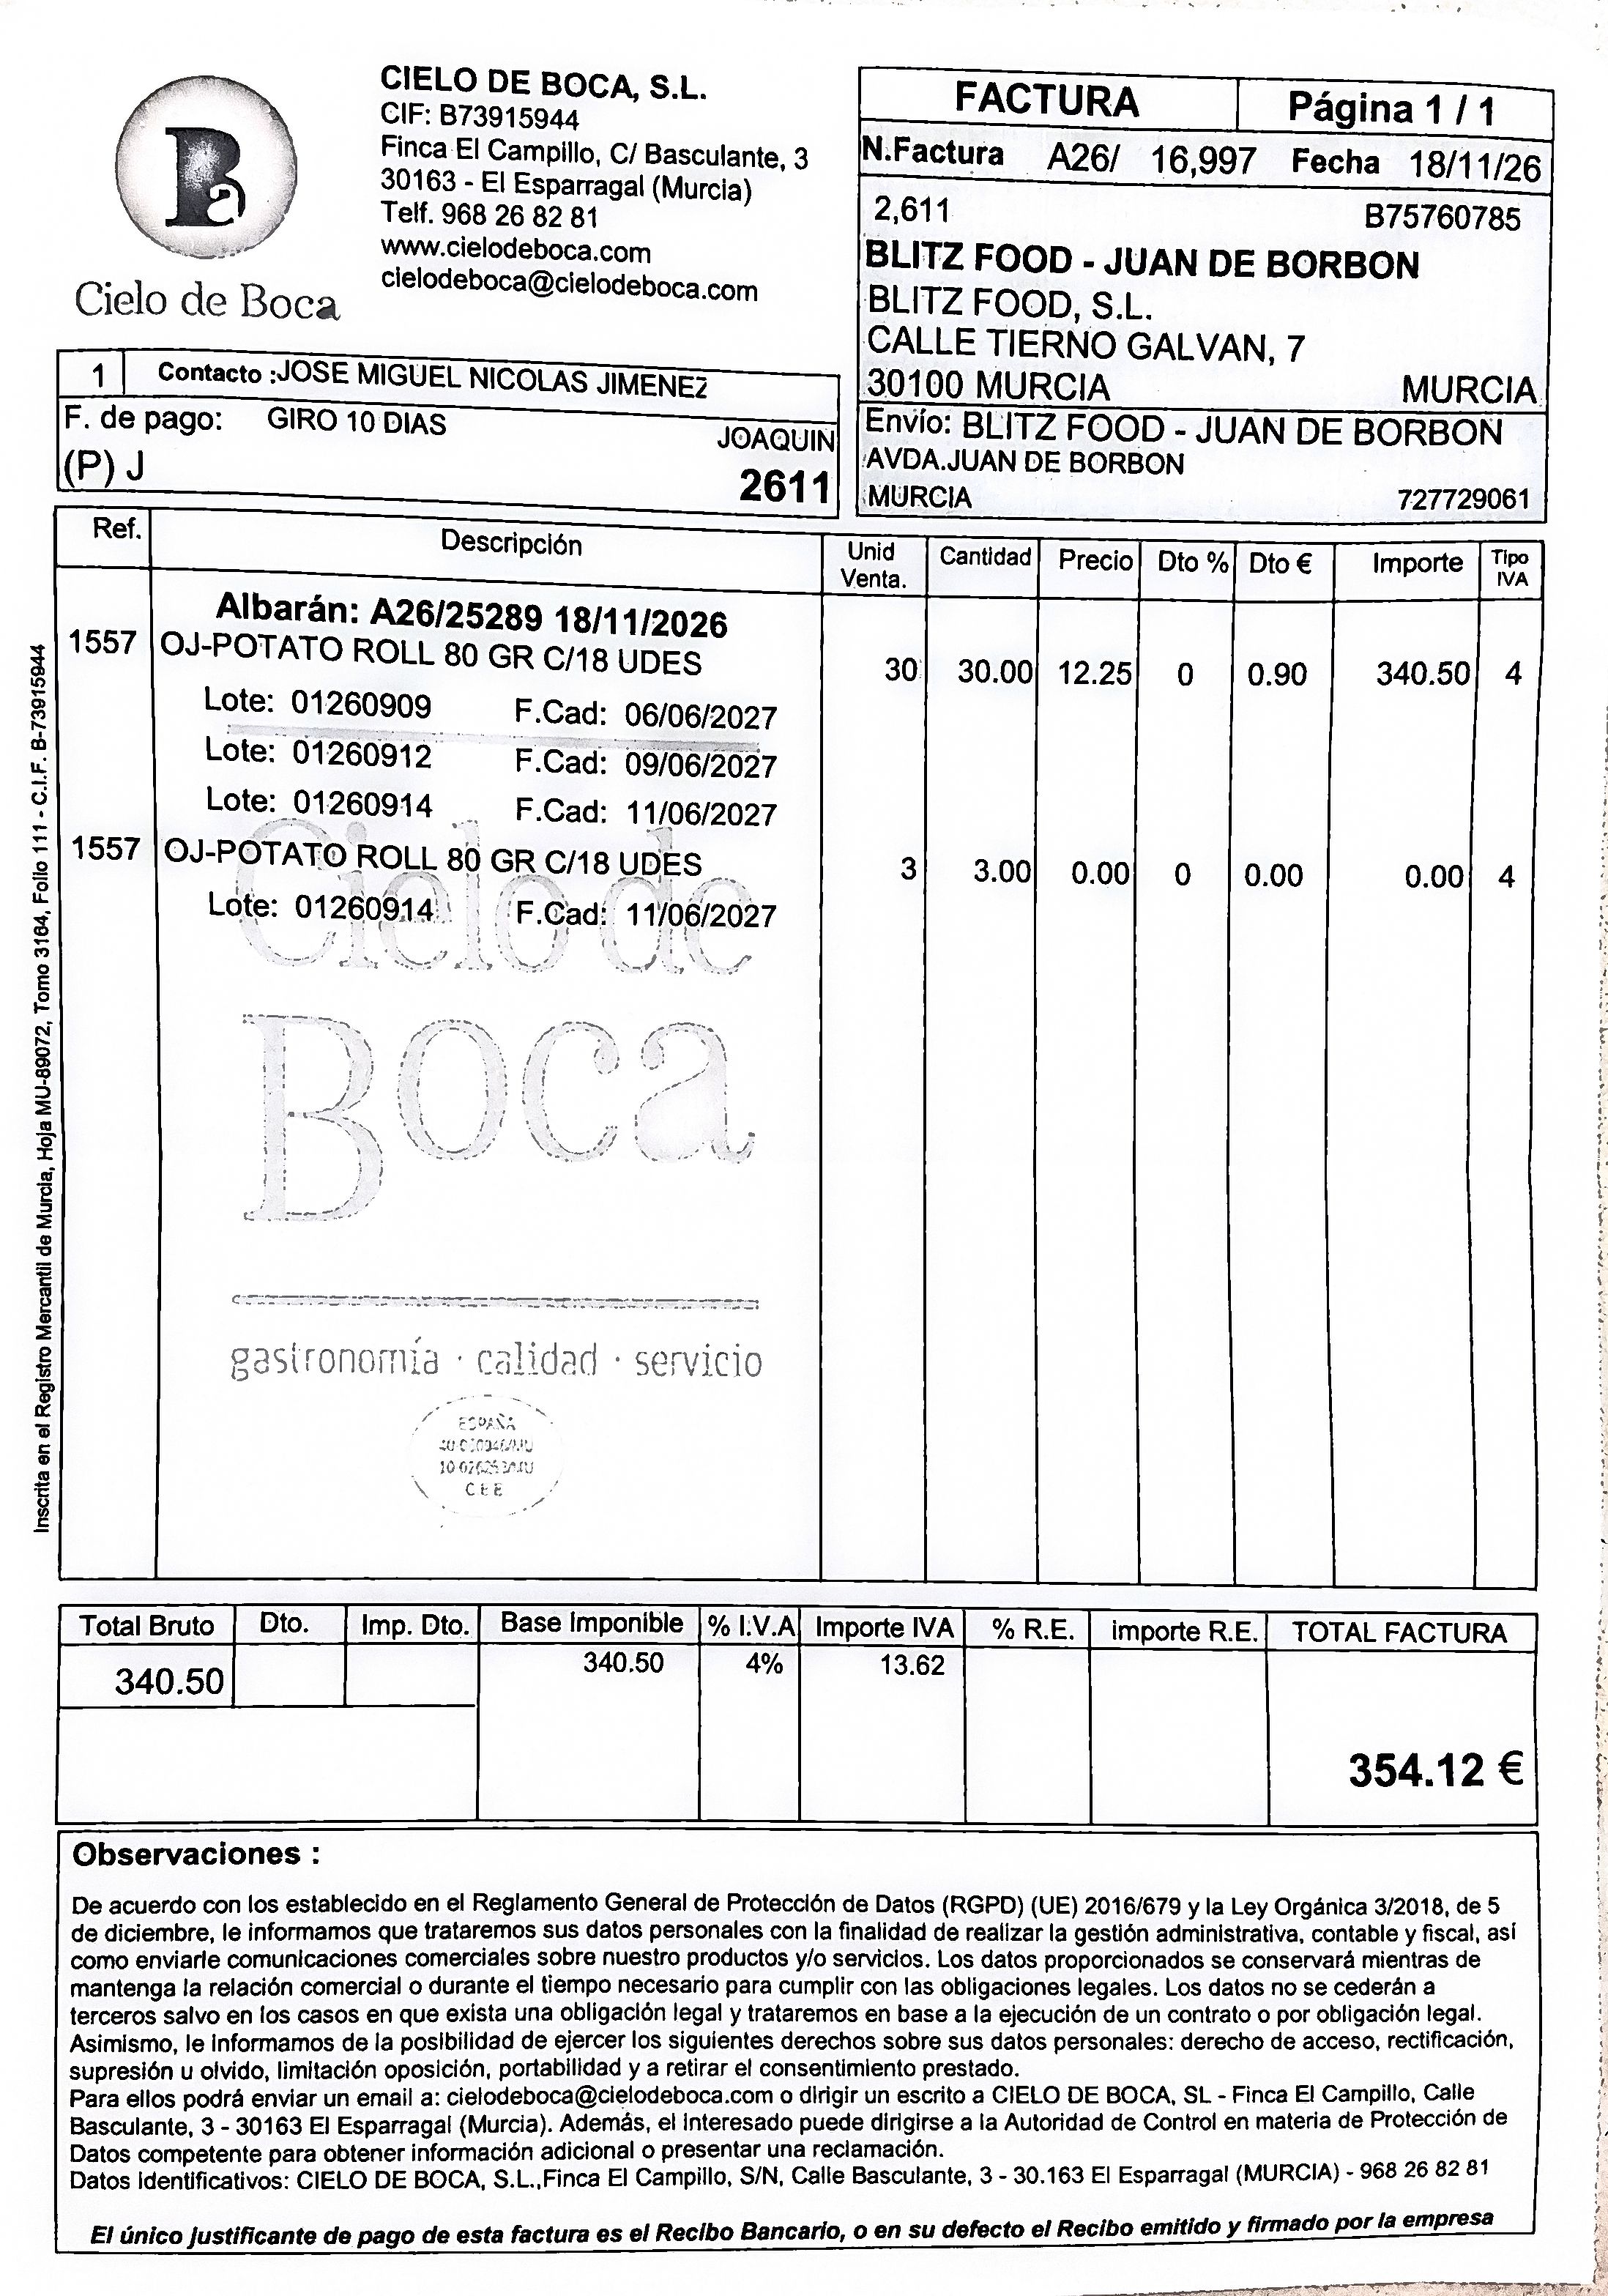 Ba
Cielo de Boca
CIELO DE BOCA, S.L.
CIF: B73915944
Finca El Campillo, C/ Basculante, 3
30163 - El Esparragal (Murcia)
Telf. 968 26 82 81
www.cielodeboca.com
cielodeboca@cielodeboca.com
FACTURA Página 1 / 1
N.Factura A26/ 16,997 Fecha 18/11/26
2,611 B75760785
BLITZ FOOD - JUAN DE BORBON
BLITZ FOOD, S.L.
CALLE TIERNO GALVAN, 7
30100 MURCIA MURCIA
Envío: BLITZ FOOD - JUAN DE BORBON
AVDA.JUAN DE BORBON
MURCIA 727729061
1 Contacto :JOSE MIGUEL NICOLAS JIMENEZ
F. de pago: GIRO 10 DIAS JOAQUIN
(P) J 2611
Ref. Descripción Unid Venta. Cantidad Precio Dto % Dto € Importe Tipo IVA
Albarán: A26/25289 18/11/2026
1557 OJ-POTATO ROLL 80 GR C/18 UDES 30 30.00 12.25 0 0.90 340.50 4
Lote: 01260909 F.Cad: 06/06/2027
Lote: 01260912 F.Cad: 09/06/2027
Lote: 01260914 F.Cad: 11/06/2027
1557 OJ-POTATO ROLL 80 GR C/18 UDES 3 3.00 0.00 0 0.00 0.00 4
Lote: 01260914 F.Cad: 11/06/2027
Cielo de
Boca
gastronomía · calidad · servicio
ESPAÑA
CEE
Inscrita en el Registro Mercantil de Murcia, Hoja MU-89072, Tomo 3164, Folio 111 - C.I.F. B-73915944
Total Bruto Dto. Imp. Dto. Base Imponible % I.V.A Importe IVA % R.E. importe R.E. TOTAL FACTURA
340.50 340.50 4% 13.62
354.12 €
Observaciones :
De acuerdo con los establecido en el Reglamento General de Protección de Datos (RGPD) (UE) 2016/679 y la Ley Orgánica 3/2018, de 5
de diciembre, le informamos que trataremos sus datos personales con la finalidad de realizar la gestión administrativa, contable y fiscal, así
como enviarle comunicaciones comerciales sobre nuestro productos y/o servicios. Los datos proporcionados se conservará mientras de
mantenga la relación comercial o durante el tiempo necesario para cumplir con las obligaciones legales. Los datos no se cederán a
terceros salvo en los casos en que exista una obligación legal y trataremos en base a la ejecución de un contrato o por obligación legal.
Asimismo, le informamos de la posibilidad de ejercer los siguientes derechos sobre sus datos personales: derecho de acceso, rectificación,
supresión u olvido, limitación oposición, portabilidad y a retirar el consentimiento prestado.
Para ellos podrá enviar un email a: cielodeboca@cielodeboca.com o dirigir un escrito a CIELO DE BOCA, SL - Finca El Campillo, Calle
Basculante, 3 - 30163 El Esparragal (Murcia). Además, el interesado puede dirigirse a la Autoridad de Control en materia de Protección de
Datos competente para obtener información adicional o presentar una reclamación.
Datos identificativos: CIELO DE BOCA, S.L.,Finca El Campillo, S/N, Calle Basculante, 3 - 30.163 El Esparragal (MURCIA) - 968 26 82 81
El único justificante de pago de esta factura es el Recibo Bancario, o en su defecto el Recibo emitido y firmado por la empresa